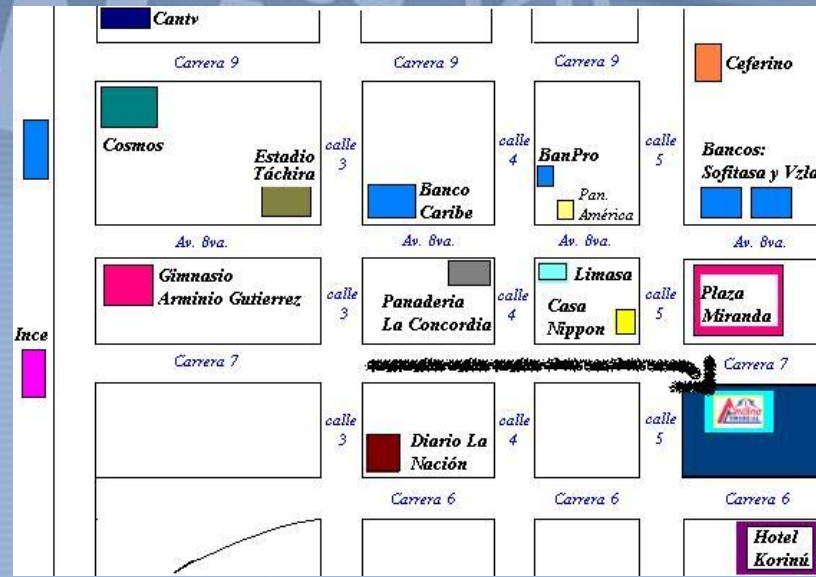 Cantv
Carrera 9
Carrera 9
Carrera 9
Ceferino
Cosmos
Estadio
Táchira
calle
3
Banco
Caribe
calle
4
BanPro
Pan.
América
calle
5
Bancos:
Sofitasa y Vzla
Av. 8va.
Av. 8va.
Av. 8va.
Av. 8va.
Gimnasio
Arminio Gutierrez
calle
3
Panaderia
La Concordia
calle
4
Limasa
Casa
Nippon
calle
5
Plaza
Miranda
Ince
Carrera 7
Carrera 7
calle
3
Diario La
Nación
calle
4
calle
5
Carrera 6
Carrera 6
Carrera 6
Hotel
Korinú